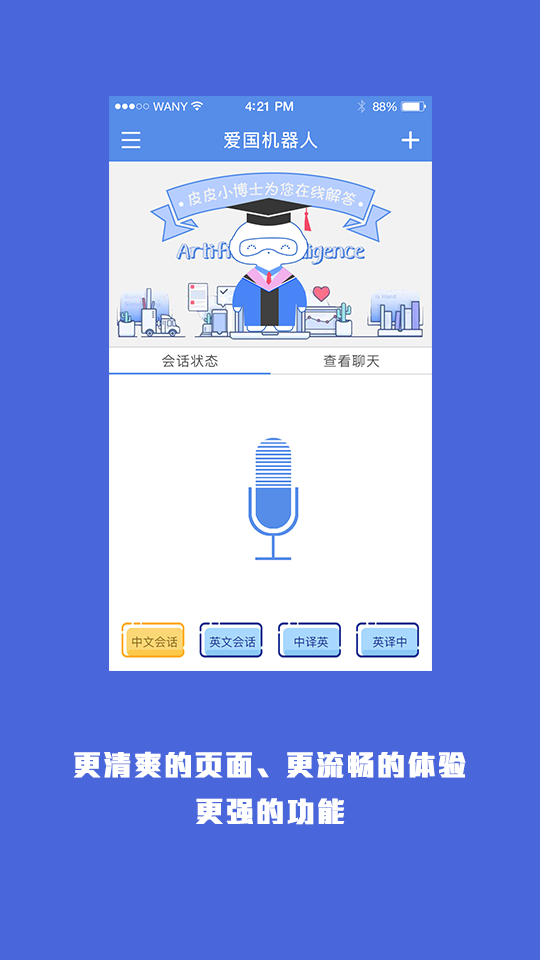 WANY 4:21 PM 88%
爱国机器人
皮皮小博士为您在线解答
Artifi lligence
会话状态 查看聊天
中文会话 英文会话 中译英 英译中
更清爽的页面、更流畅的体验
更强的功能